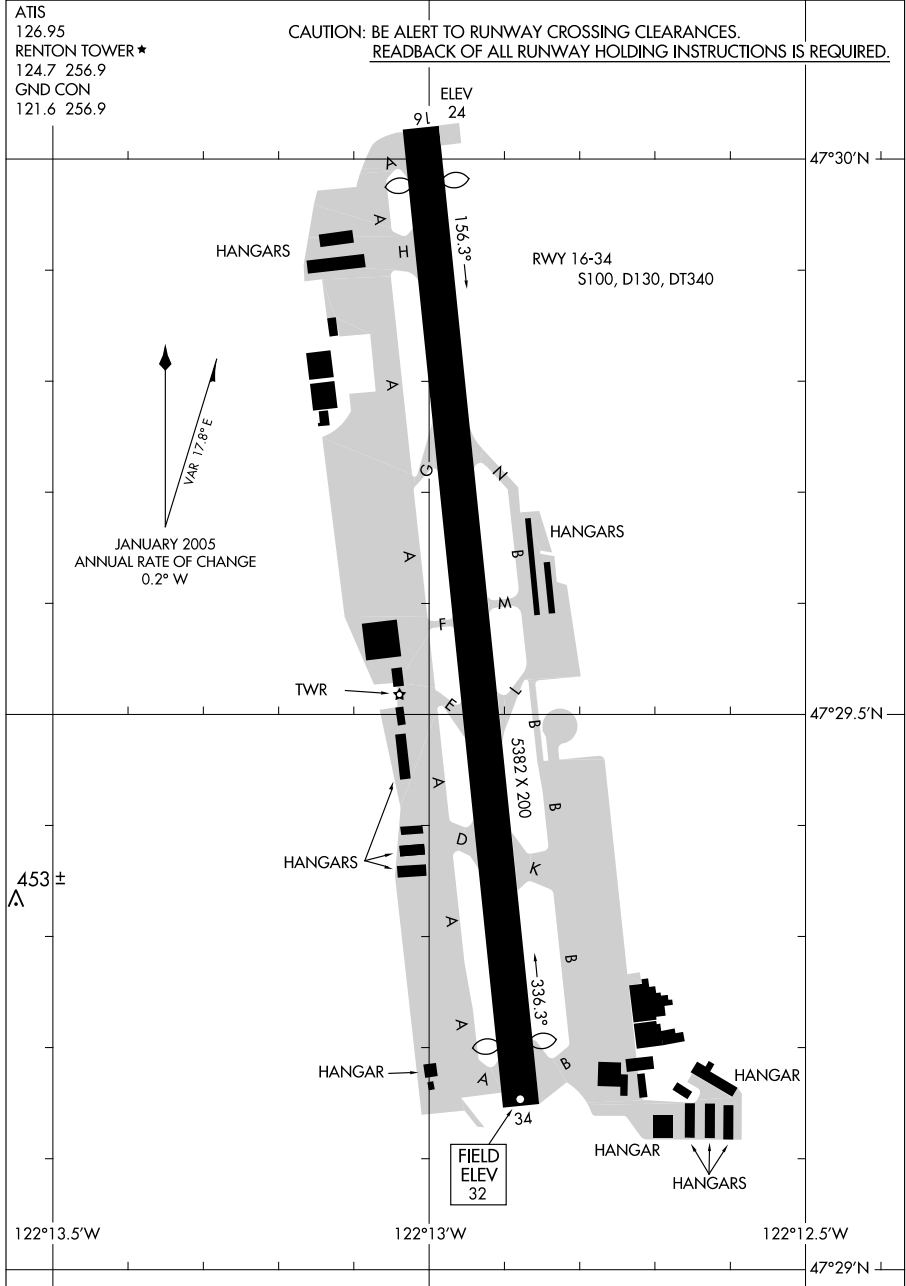 ATIS
126.95
RENTON TOWER★
124.7 256.9
GND CON
121.6 256.9
CAUTION: BE ALERT TO RUNWAY CROSSING CLEARANCES.
READBACK OF ALL RUNWAY HOLDING INSTRUCTIONS IS REQUIRED.
ELEV
24
16
47°30'N
A
A
156.3°
HANGARS
H
RWY 16-34
S100, D130, DT340
A
VAR 17.8° E
G
N
JANUARY 2005
ANNUAL RATE OF CHANGE
0.2° W
HANGARS
A
B
M
F
TWR
L
E
47°29.5'N
B
5382 X 200
A
B
D
HANGARS
K
453 ±
A
B
336.3°
A
HANGAR
A
B
HANGAR
34
FIELD
ELEV
32
HANGAR
HANGARS
122°13.5'W
122°13'W
122°12.5'W
47°29'N